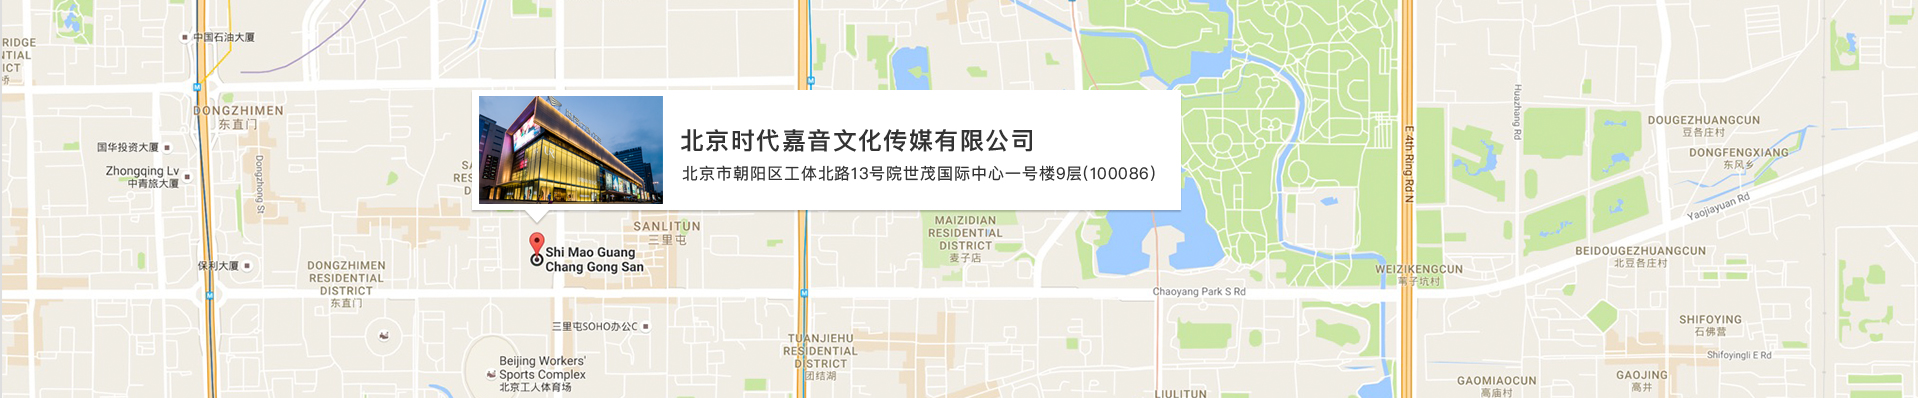 中国石油大厦
RIDGE
NTIAL
ICT
桥
DONGZHIMEN
东直门
国华投资大厦
Zhongqing Lv
中青旅大厦
Dongzhong St
SA
RES
北京时代嘉音文化传媒有限公司
北京市朝阳区工体北路13号院世茂国际中心一号楼9层(100086)
SANLITUN
三里屯
Shi Mao Guang
Chang Gong San
保利大厦
DONGZHIMEN
RESIDENTIAL
DISTRICT
东直门
三里屯SOHO办公C
Beijing Workers'
Sports Complex
北京工人体育场
MAIZIDIAN
RESIDENTIAL
DISTRICT
麦子店
TUANJIEHU
RESIDENTIAL
DISTRICT
团结湖
Chaoyang Park S Rd
LIULITUN
E 4th Ring Rd N
WEIZIKENGCUN
苇子坑村
Huazhang Rd
DOUGEZHUANGCUN
豆各庄村
DONGFENGXIANG
东风乡
Yaojiayuan Rd
BEIDOUGEZHUANGCUN
北豆各庄村
SHIFOYING
石佛营
Shifoyingli E Rd
GAOJING
高井
GAOMIAOCUN
高庙村